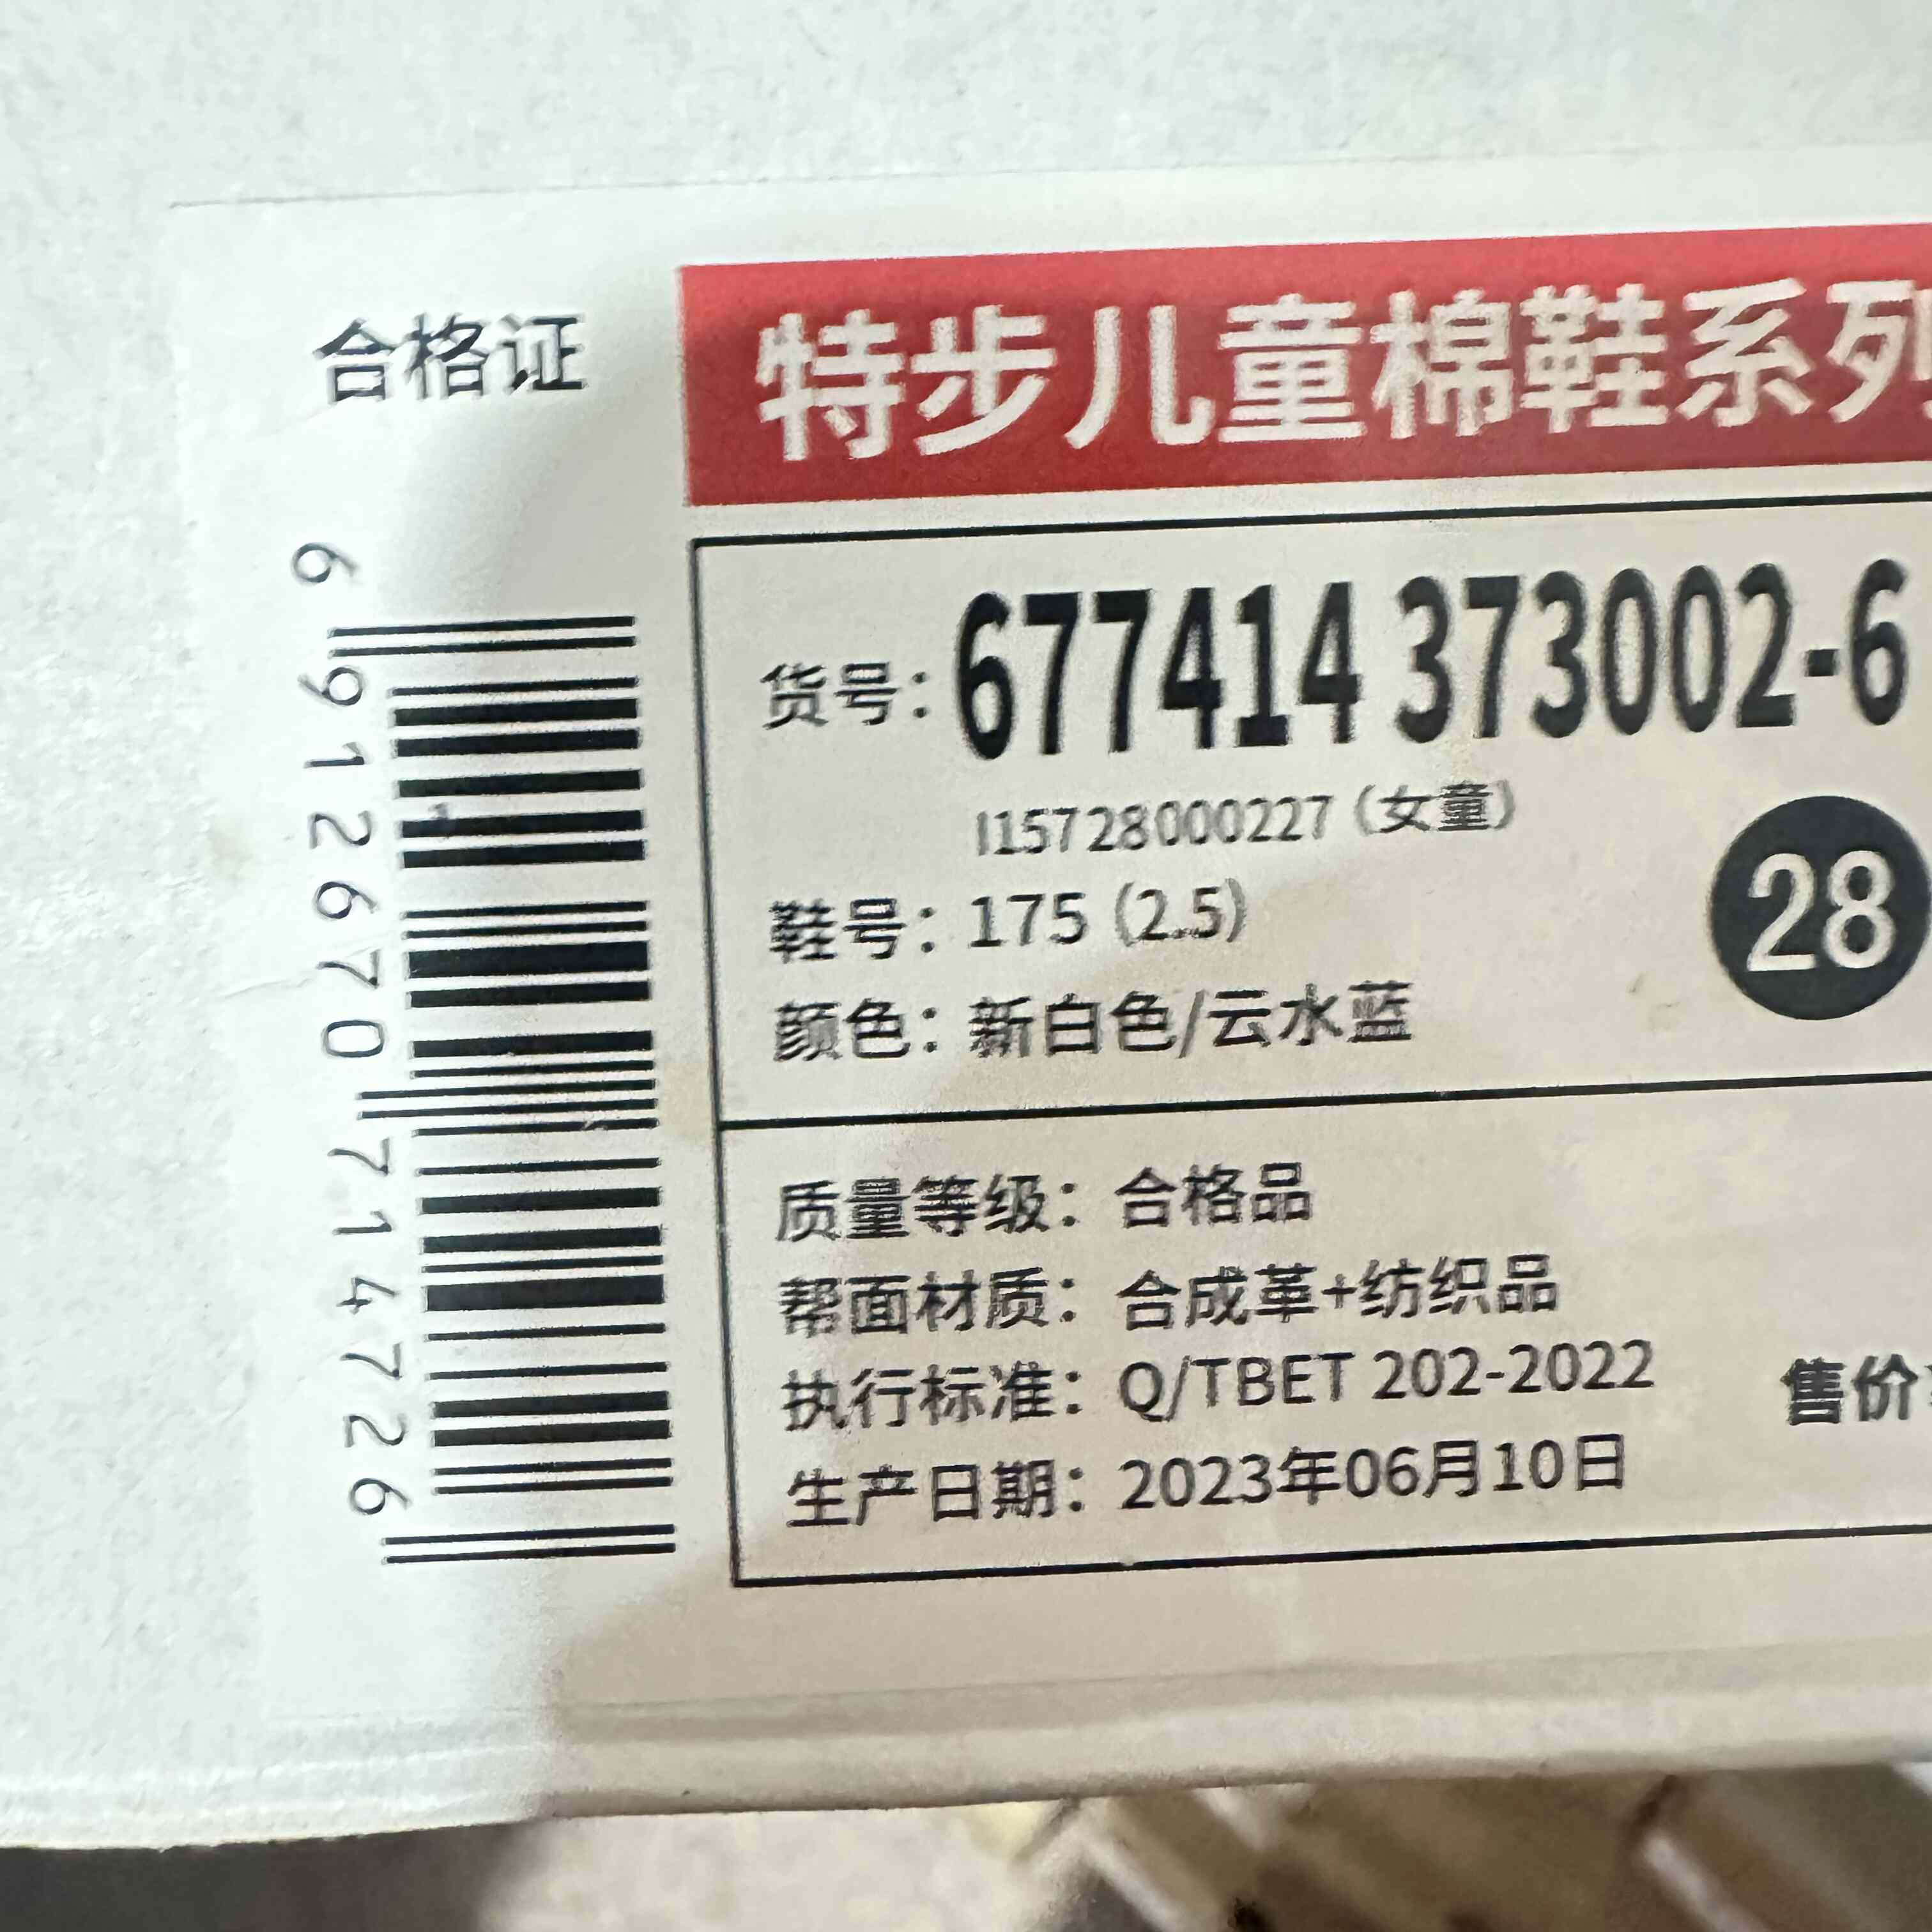 合格证
特步儿童棉鞋系列
货号：677414 373002-6
I15728000227（女童）
鞋号：175（2.5）
28
颜色：新白色/云水蓝
质量等级：合格品
帮面材质：合成革+纺织品
执行标准：Q/TBET 202-2022
售价
生产日期：2023年06月10日
6 912670 714726